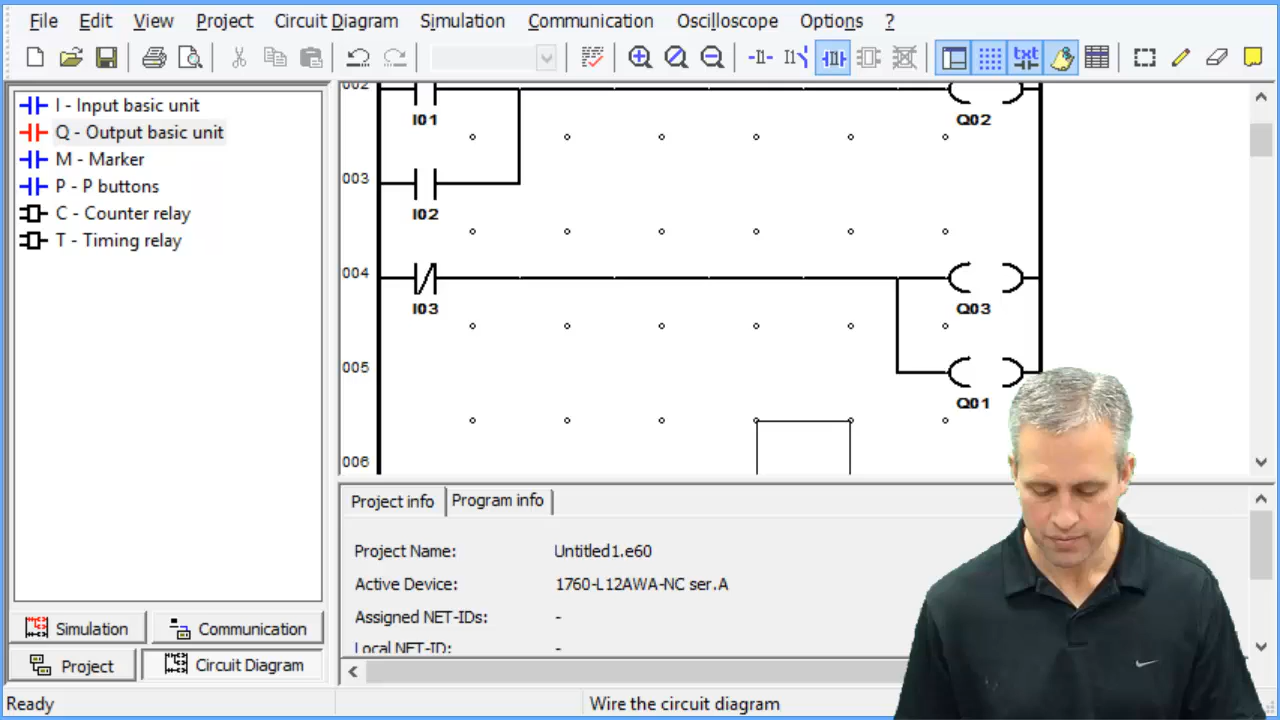 File Edit View Project Circuit Diagram Simulation Communication Oscilloscope Options ?
txt
I - Input basic unit
Q - Output basic unit
M - Marker
P - P buttons
C - Counter relay
T - Timing relay
002
I01
Q02
003
I02
004
I03
Q03
005
Q01
006
Project info
Program info
Project Name: Untitled1.e60
Active Device: 1760-L12AWA-NC ser.A
Assigned NET-IDs: -
Local NET-ID: -
Simulation
Communication
Project
Circuit Diagram
Ready
Wire the circuit diagram